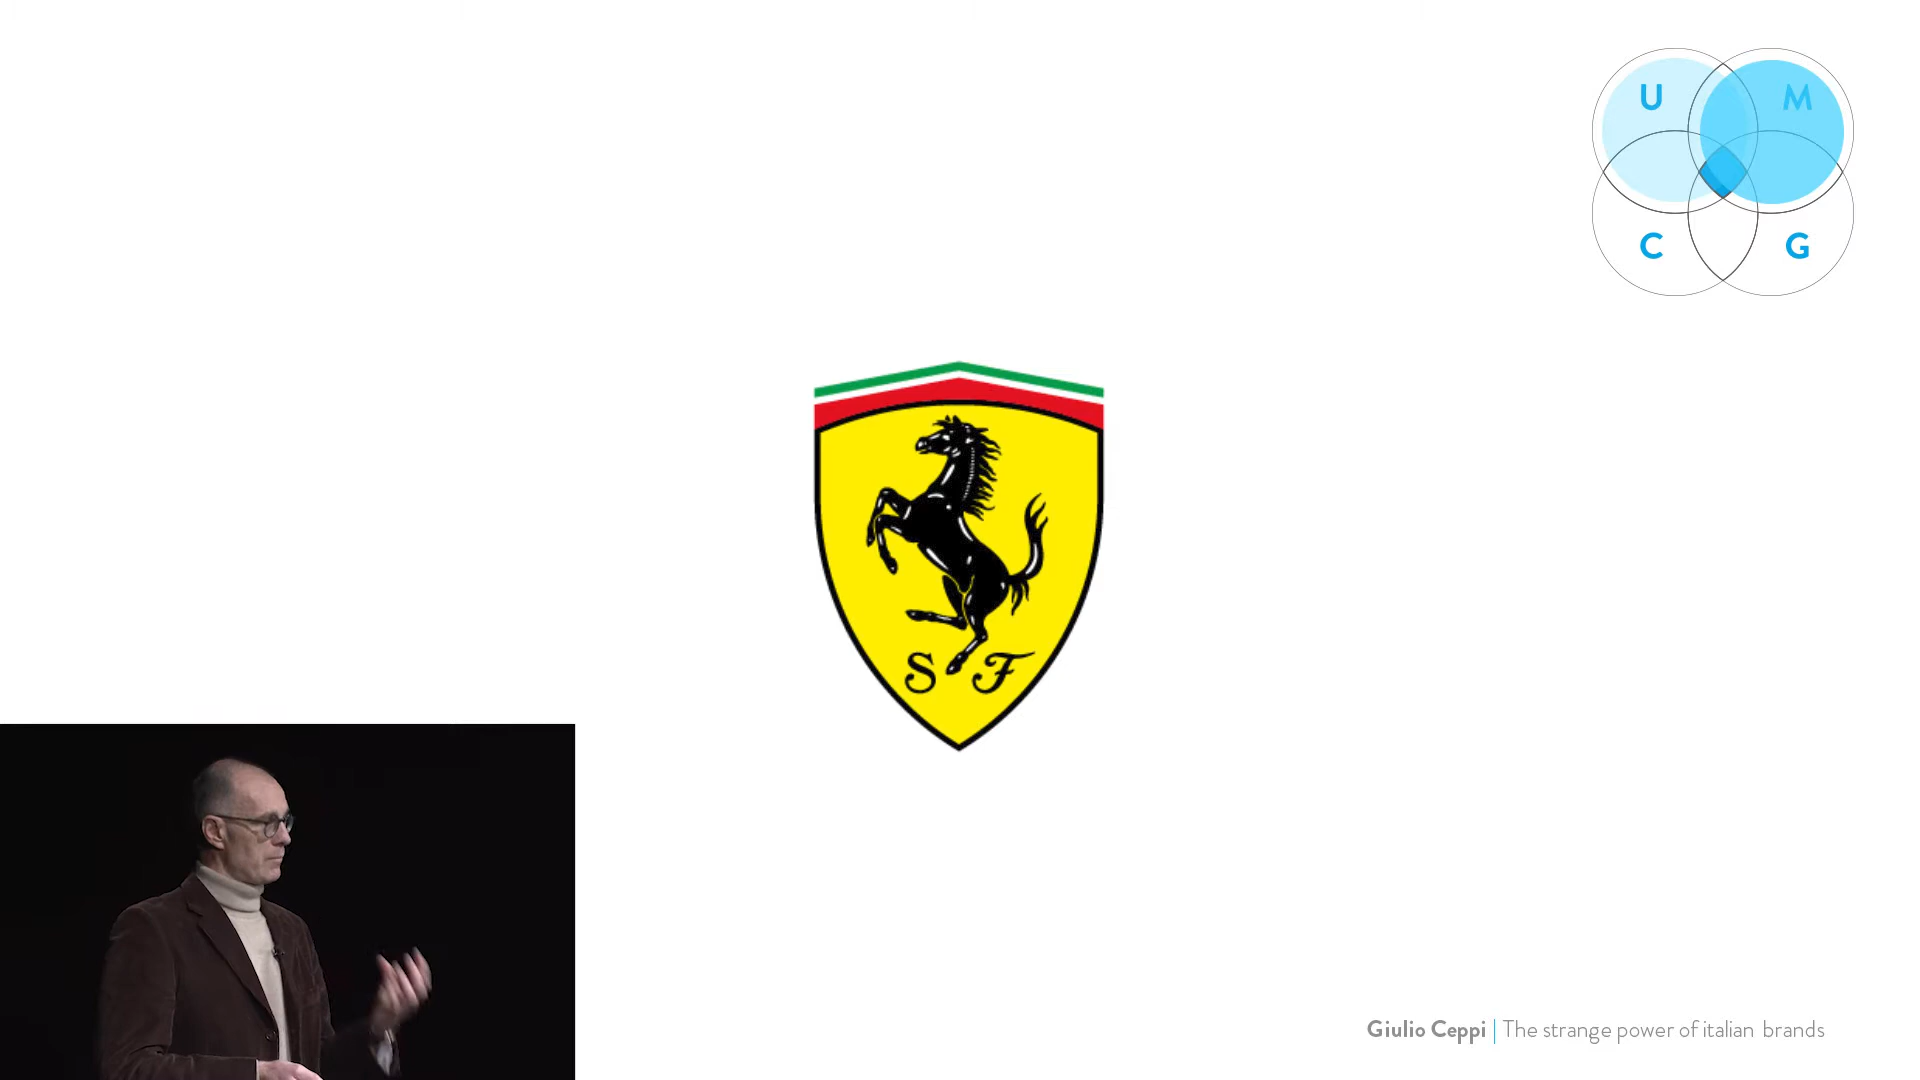 U M
C G
S F
Giulio Ceppi | The strange power of italian brands